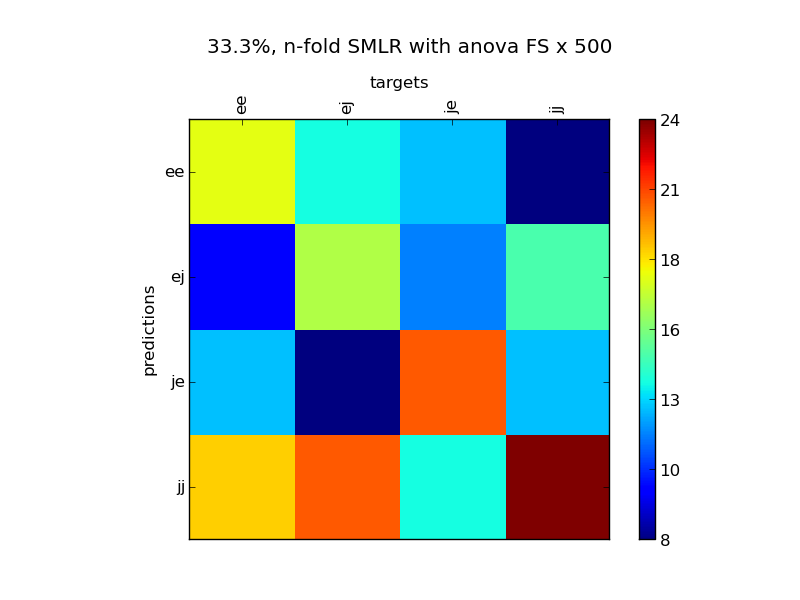 33.3%, n-fold SMLR with anova FS x 500
targets
ee
ej
je
jj
24
21
18
16
13
10
8
predictions
ee
ej
je
jj